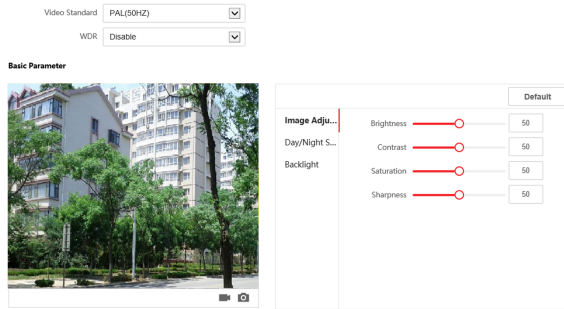 Video Standard PAL(50HZ)
WDR Disable
Basic Parameter
Default
Image Adju... Brightness 50
Day/Night S... Contrast 50
Backlight Saturation 50
Sharpness 50